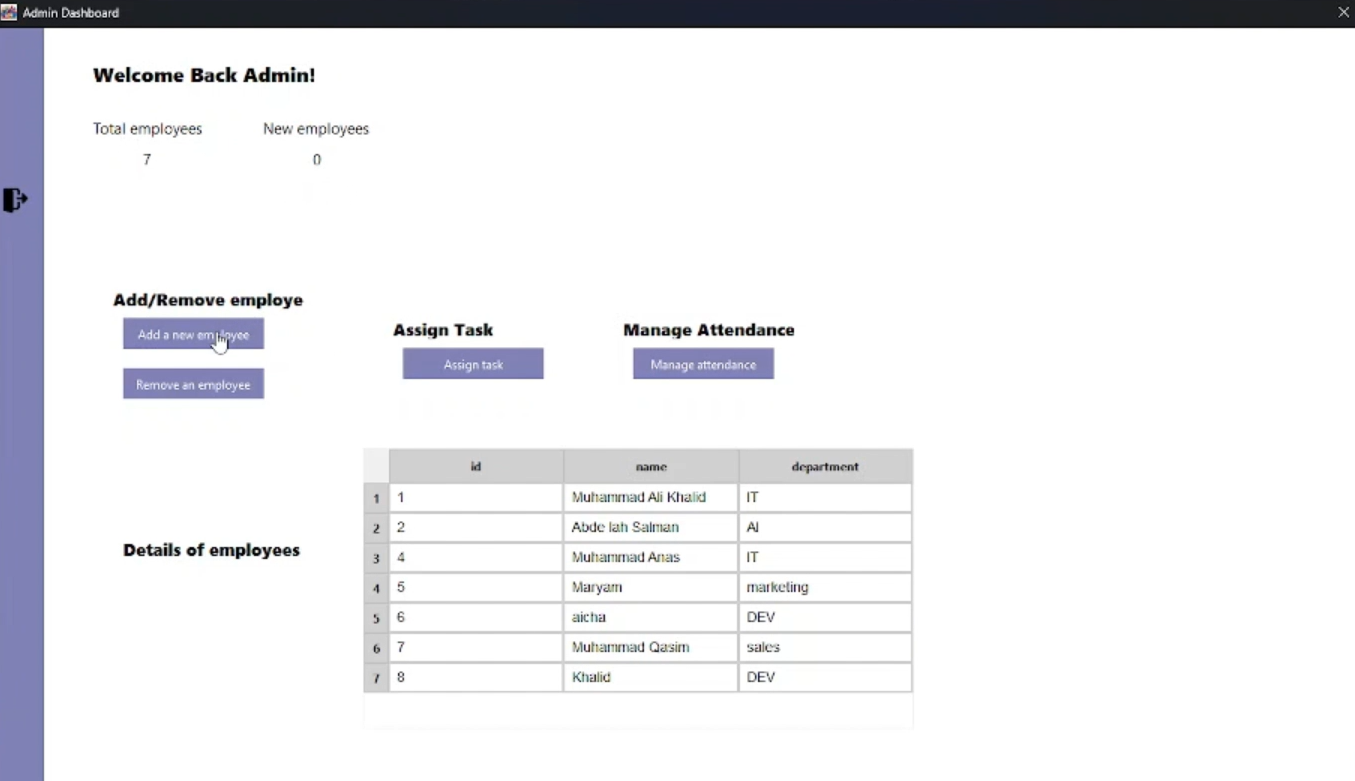 Admin Dashboard
Welcome Back Admin!
Total employees New employees
7 0
Add/Remove employe
Add a new employee
Remove an employee
Assign Task
Assign task
Manage Attendance
Manage attendance
Details of employees
id name department
1 1 Muhammad Ali Khalid IT
2 2 Abde lah Salman AI
3 4 Muhammad Anas IT
4 5 Maryam marketing
5 6 aicha DEV
6 7 Muhammad Qasim sales
7 8 Khalid DEV